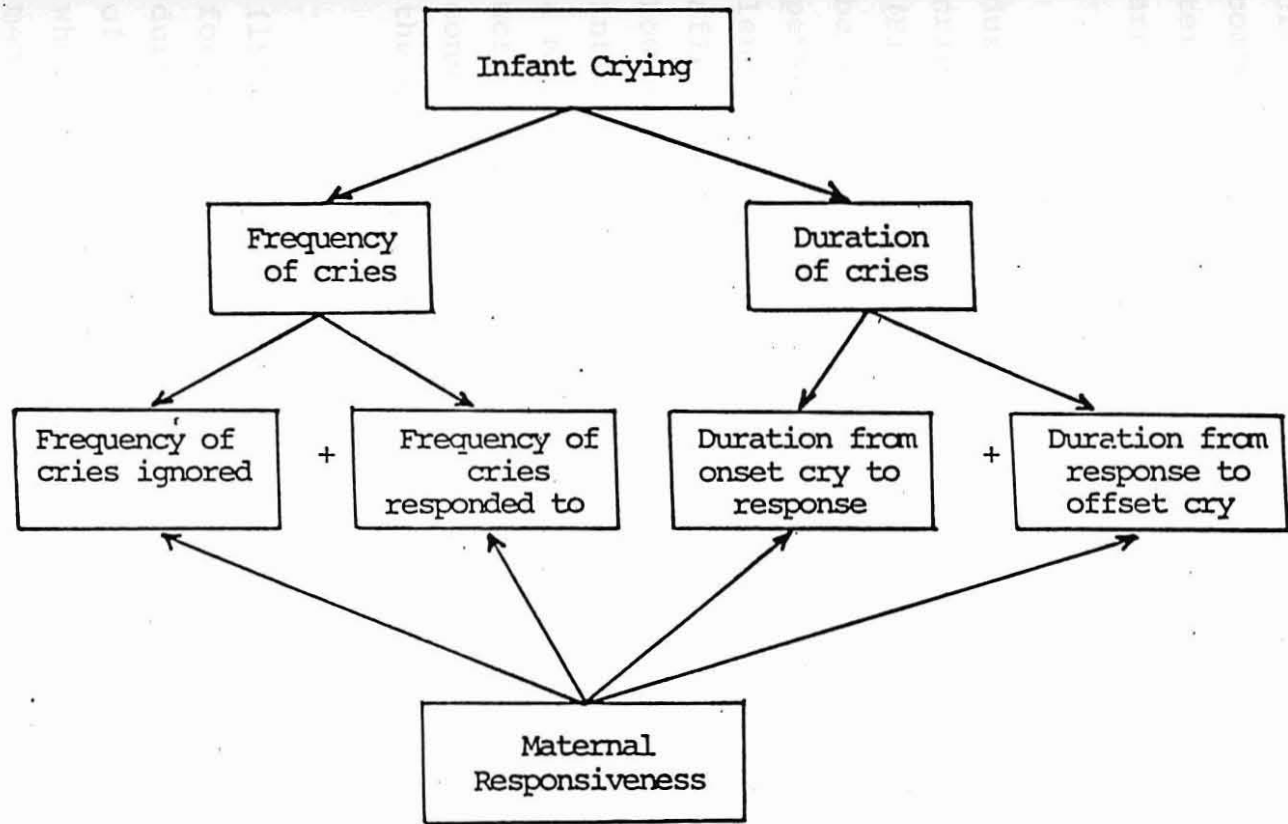 Infant Crying
Frequency
of cries
Duration
of cries
Frequency of
cries ignored
+
Frequency of
cries
responded to
Duration from
onset cry to
response
+
Duration from
response to
offset cry
Maternal
Responsiveness